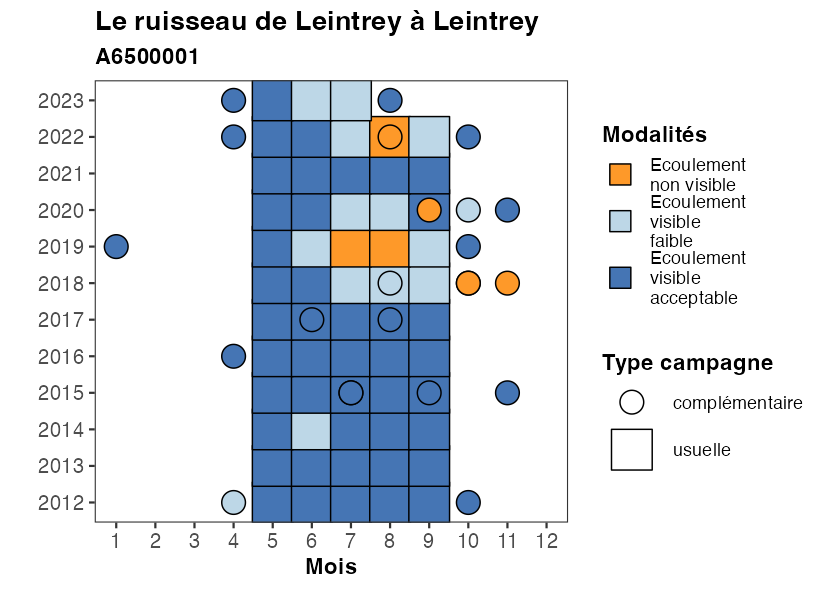 Le ruisseau de Leintrey à Leintrey
A6500001
2023
2022
2021
2020
2019
2018
2017
2016
2015
2014
2013
2012
1 2 3 4 5 6 7 8 9 10 11 12
Mois
Modalités
Ecoulement
non visible
Ecoulement
visible
faible
Ecoulement
visible
acceptable
Type campagne
complémentaire
usuelle